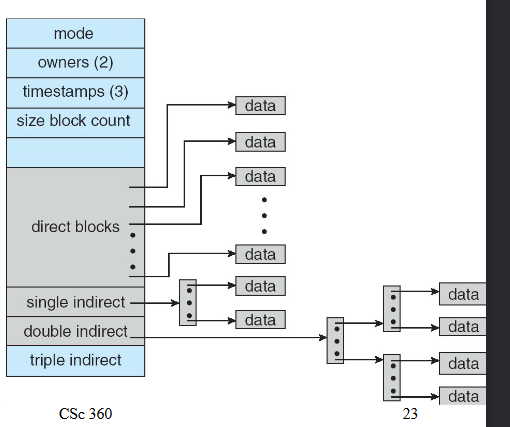 mode
owners (2)
timestamps (3)
size block count
data
data
data
direct blocks
data
data
single indirect
data
data
double indirect
data
triple indirect
data
data
CSc 360
23